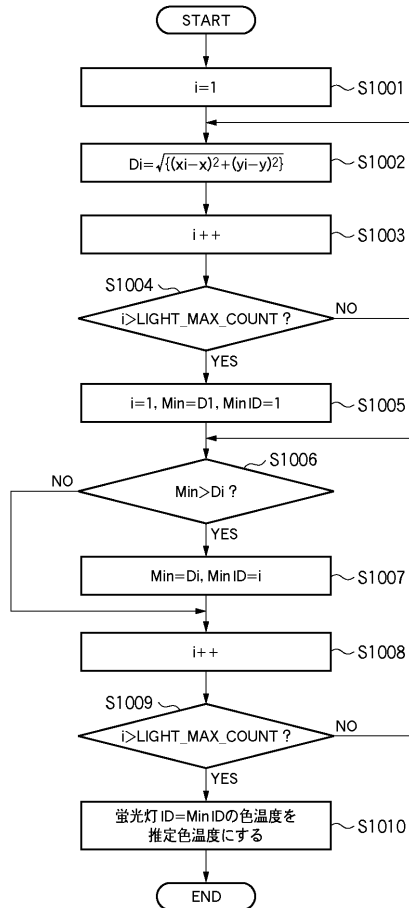 START
i=1
S1001
Di=√{(xi−x)²+(yi−y)²}
S1002
i++
S1003
S1004
i>LIGHT_MAX_COUNT?
NO
YES
i=1, Min=D1, MinID=1
S1005
S1006
NO
Min>Di?
YES
Min=Di, MinID=i
S1007
i++
S1008
S1009
i>LIGHT_MAX_COUNT?
NO
YES
蛍光灯ID=MinIDの色温度を
推定色温度にする
S1010
END